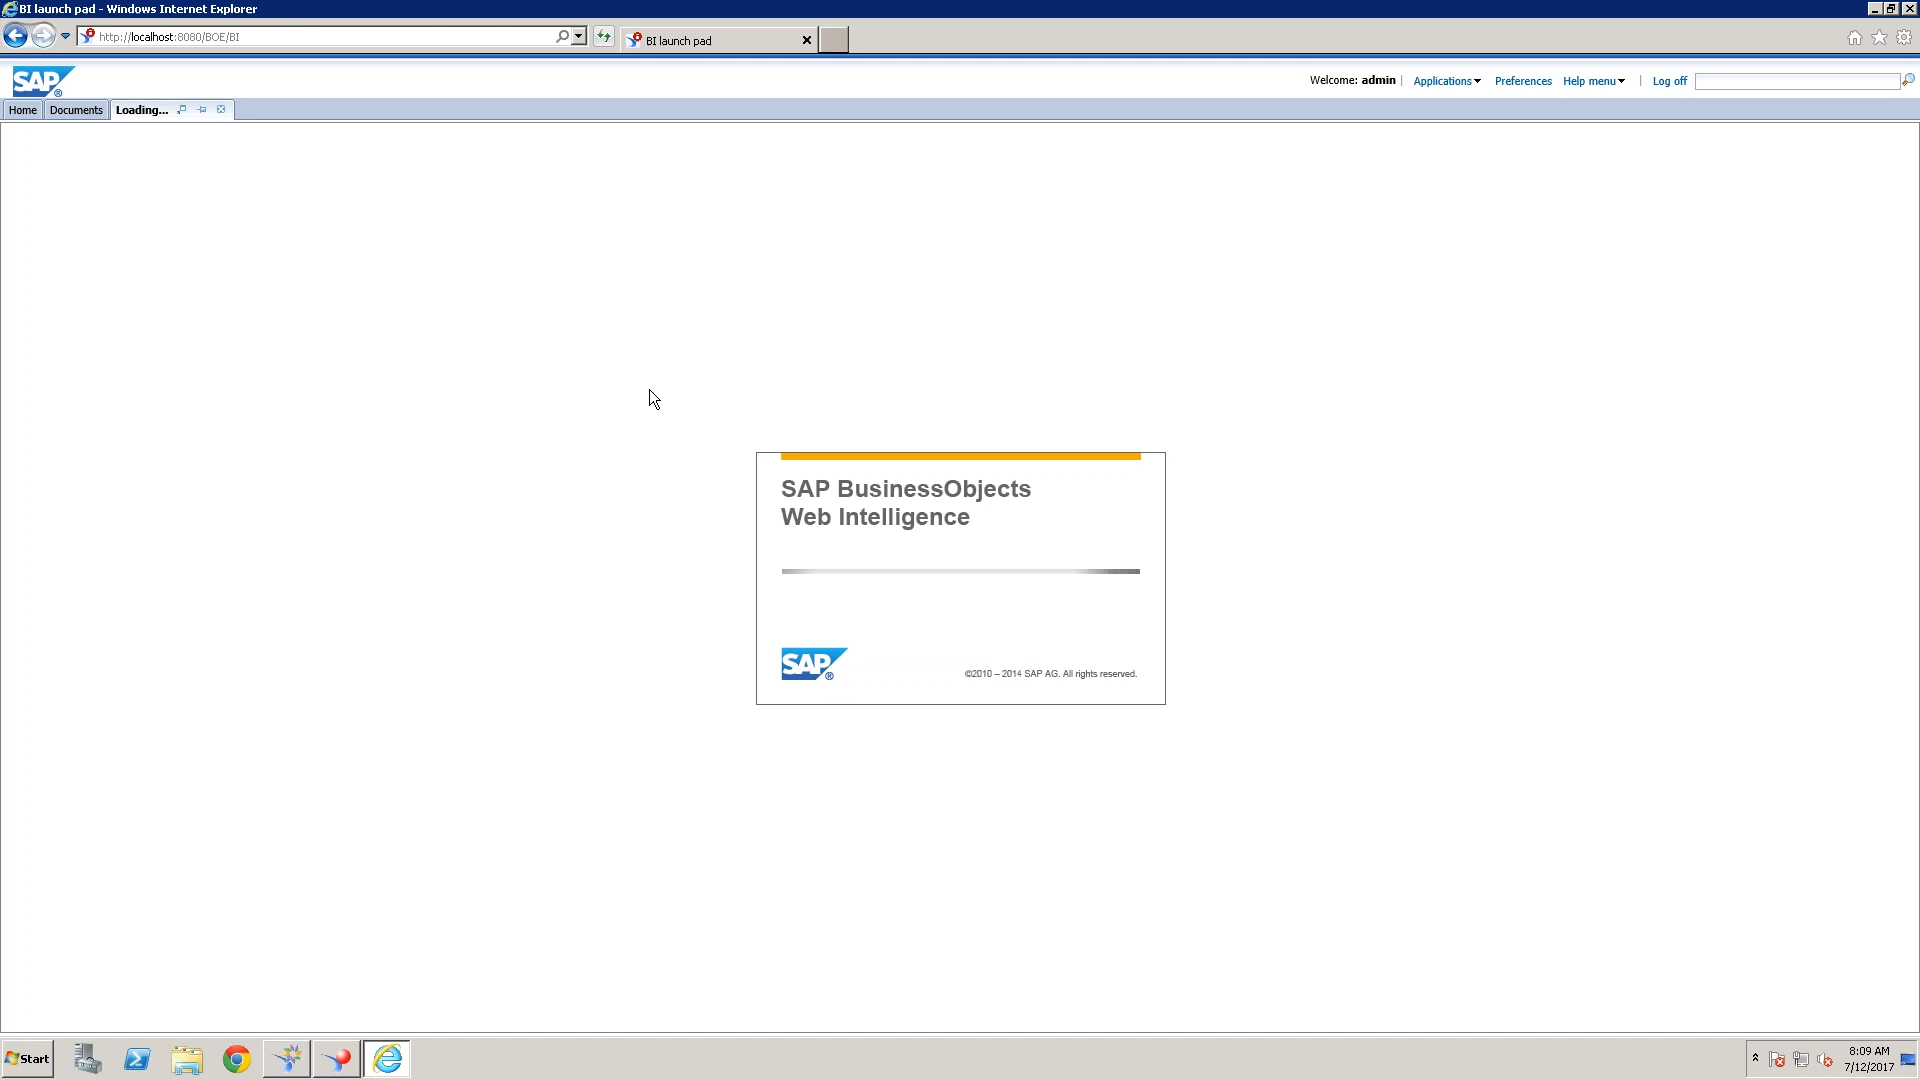 BI launch pad - Windows Internet Explorer
http://localhost:8080/BOE/BI
BI launch pad
SAP ®
Welcome: admin
Applications
Preferences
Help menu
Log off
Home
Documents
Loading...
SAP BusinessObjects
Web Intelligence
SAP ®
©2010 – 2014 SAP AG. All rights reserved.
Start
8:09 AM
7/12/2017